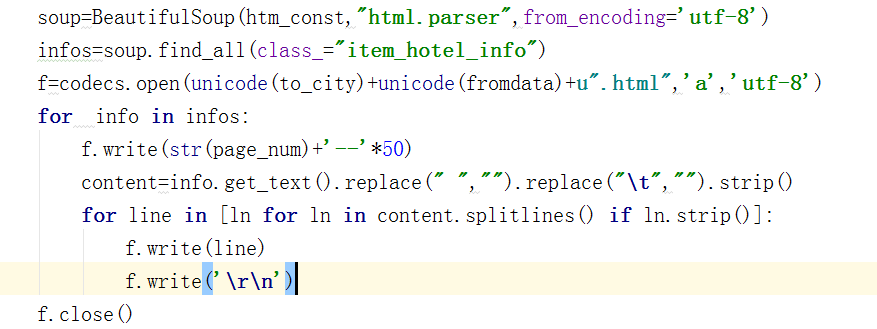 soup=BeautifulSoup(htm_const,"html.parser",from_encoding='utf-8')
infos=soup.find_all(class_="item_hotel_info")
f=codecs.open(unicode(to_city)+unicode(fromdata)+u".html",'a','utf-8')
for  info in infos:
    f.write(str(page_num)+'--'*50)
    content=info.get_text().replace(" ","").replace("\t","").strip()
    for line in [ln for ln in content.splitlines() if ln.strip()]:
        f.write(line)
        f.write('\r\n')
f.close()